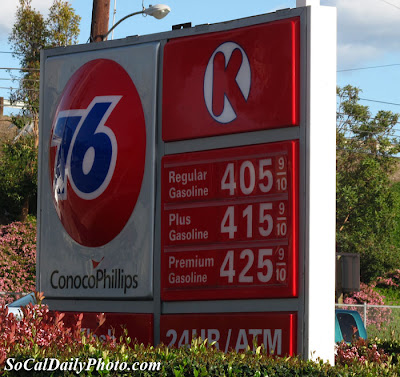 76
76
ConocoPhillips
K
Regular
Gasoline
405 9/10
Plus
Gasoline
415 9/10
Premium
Gasoline
425 9/10
24HR/ATM
SoCalDailyPhoto.com